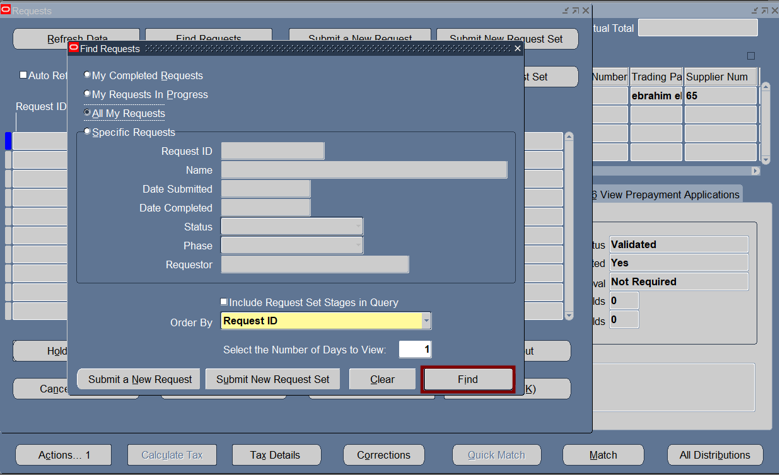 Requests
Refresh Data
Find Requests
Submit a New Request
Submit New Request Set
tual Total
Find Requests
Auto Ref
t Set
My Completed Requests
My Requests In Progress
All My Requests
Specific Requests
Request ID
Number
Trading Pa
Supplier Num
ebrahim el
65
Request ID
Name
Date Submitted
Date Completed
Status
Phase
Requestor
6 View Prepayment Applications
tus
Validated
ted
Yes
val
Not Required
lds
0
lds
0
Include Request Set Stages in Query
Order By
Request ID
Select the Number of Days to View:
1
Hold
ut
Submit a New Request
Submit New Request Set
Clear
Find
Cance
K)
Actions... 1
Calculate Tax
Tax Details
Corrections
Quick Match
Match
All Distributions